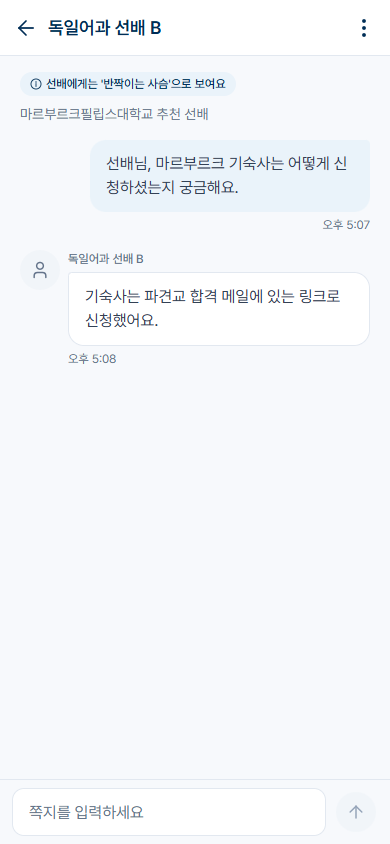 독일어과 선배 B
선배에게는 '반짝이는 사슴'으로 보여요
마르부르크필립스대학교 추천 선배
선배님, 마르부르크 기숙사는 어떻게 신
청하셨는지 궁금해요.
오후 5:07
독일어과 선배 B
기숙사는 파견교 합격 메일에 있는 링크로
신청했어요.
오후 5:08
쪽지를 입력하세요